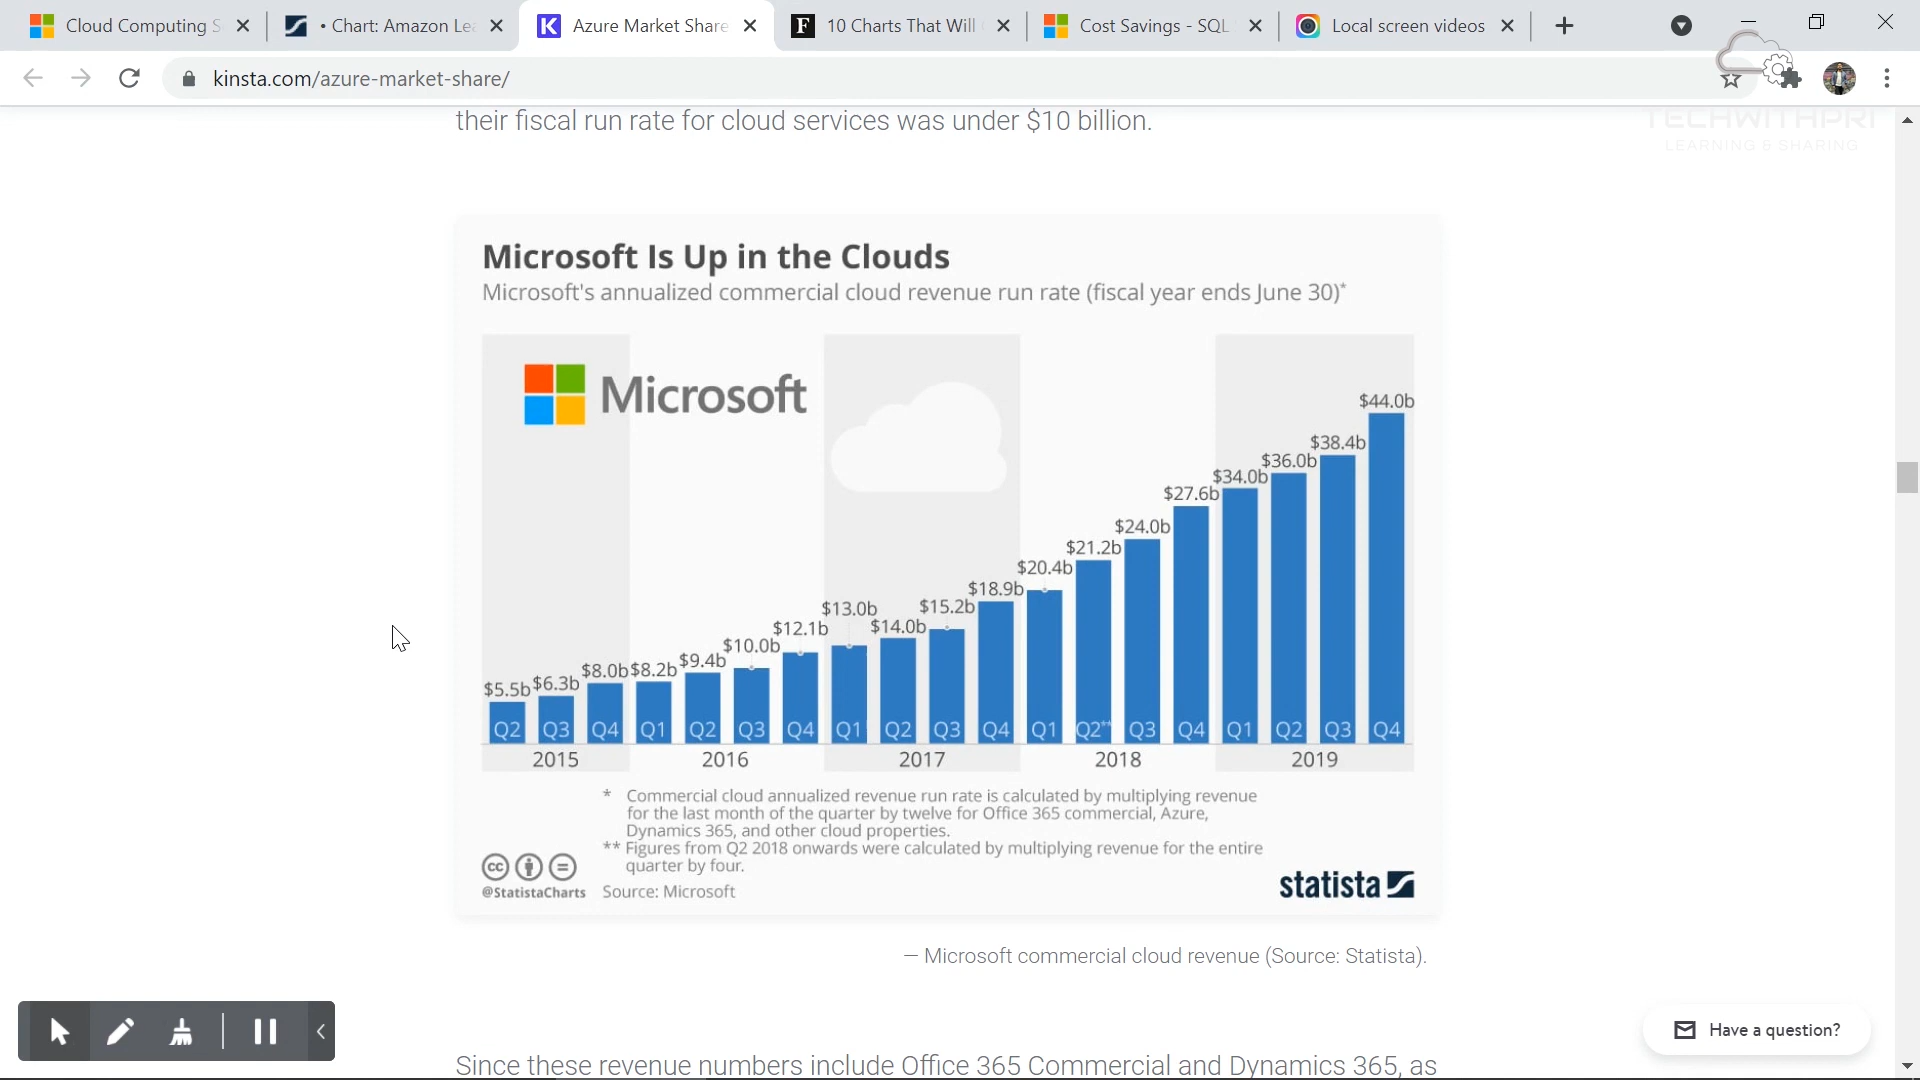 Cloud Computing S
• Chart: Amazon Lea
Azure Market Share
10 Charts That Will C
Cost Savings - SQL
Local screen videos
kinsta.com/azure-market-share/
TECHWITHPRI
LEARNING & SHARING
their fiscal run rate for cloud services was under $10 billion.
Microsoft Is Up in the Clouds
Microsoft's annualized commercial cloud revenue run rate (fiscal year ends June 30)*
Microsoft
$5.5b $6.3b $8.0b $8.2b $9.4b $10.0b $12.1b $13.0b $14.0b $15.2b $18.9b $20.4b $21.2b $24.0b $27.6b $34.0b $36.0b $38.4b $44.0b
Q2 Q3 Q4 Q1 Q2 Q3 Q4 Q1 Q2 Q3 Q4 Q1 Q2** Q3 Q4 Q1 Q2 Q3 Q4
2015 2016 2017 2018 2019
* Commercial cloud annualized revenue run rate is calculated by multiplying revenue
for the last month of the quarter by twelve for Office 365 commercial, Azure,
Dynamics 365, and other cloud properties.
** Figures from Q2 2018 onwards were calculated by multiplying revenue for the entire
quarter by four.
cc
@StatistaCharts Source: Microsoft
statista
— Microsoft commercial cloud revenue (Source: Statista).
Have a question?
Since these revenue numbers include Office 365 Commercial and Dynamics 365, as